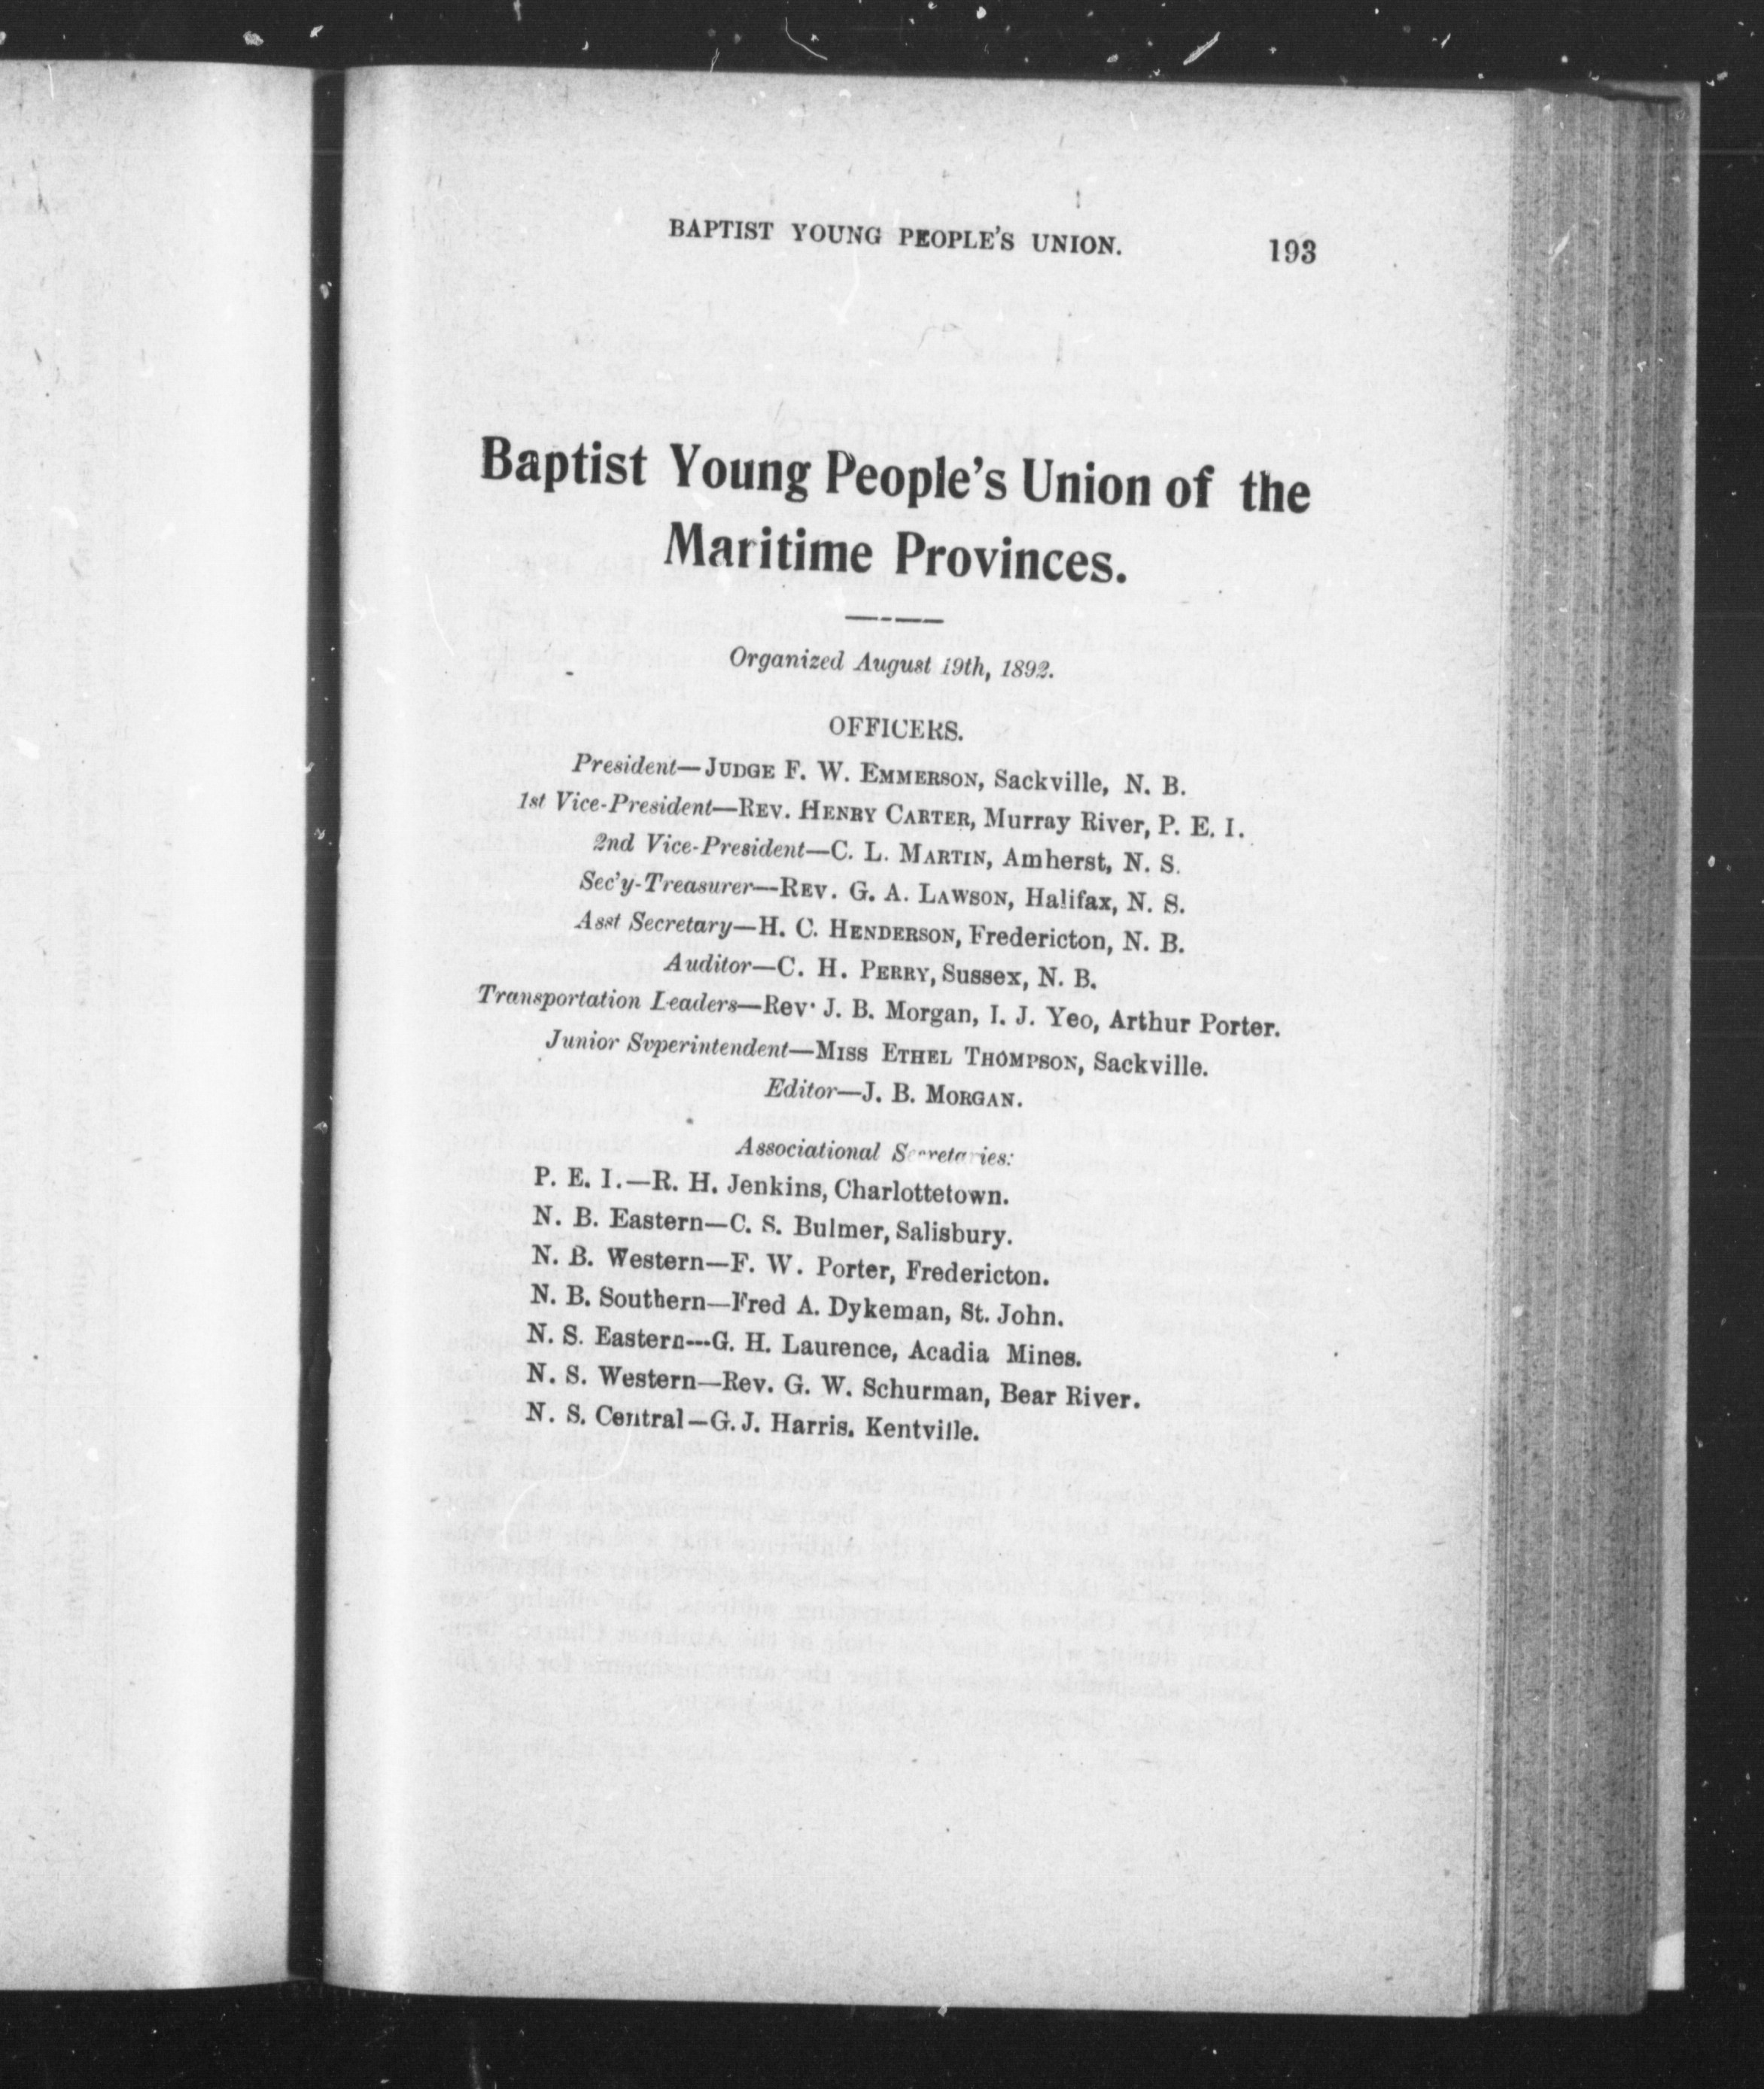 BAPTIST YOUNG PEOPLE'S UNION. 193
Baptist Young People's Union of the
Maritime Provinces.
Organized August 19th, 1892.
OFFICERS.
President—JUDGE F. W. EMMERSON, Sackville, N. B.
1st Vice-President—REV. HENRY CARTER, Murray River, P. E. I.
2nd Vice-President—C. L. MARTIN, Amherst, N. S.
Sec'y-Treasurer—REV. G. A. LAWSON, Halifax, N. S.
Asst Secretary—H. C. HENDERSON, Fredericton, N. B.
Auditor—C. H. PERRY, Sussex, N. B.
Transportation Leaders—Rev. J. B. Morgan, I. J. Yeo, Arthur Porter.
Junior Svperintendent—MISS ETHEL THOMPSON, Sackville.
Editor—J. B. MORGAN.
Associational Secretaries:
P. E. I.—R. H. Jenkins, Charlottetown.
N. B. Eastern—C. S. Bulmer, Salisbury.
N. B. Western—F. W. Porter, Fredericton.
N. B. Southern—Fred A. Dykeman, St. John.
N. S. Eastern---G. H. Laurence, Acadia Mines.
N. S. Western—Rev. G. W. Schurman, Bear River.
N. S. Central—G. J. Harris. Kentville.